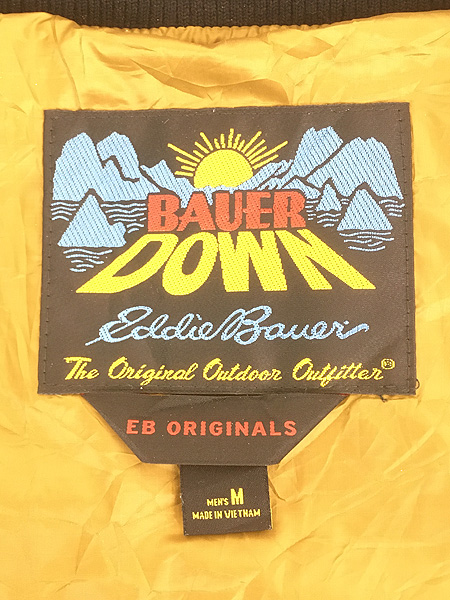 BAUER
DOWN
Eddie Bauer
The Original Outdoor Outfitter®
EB ORIGINALS
MEN'S M
MADE IN VIETNAM